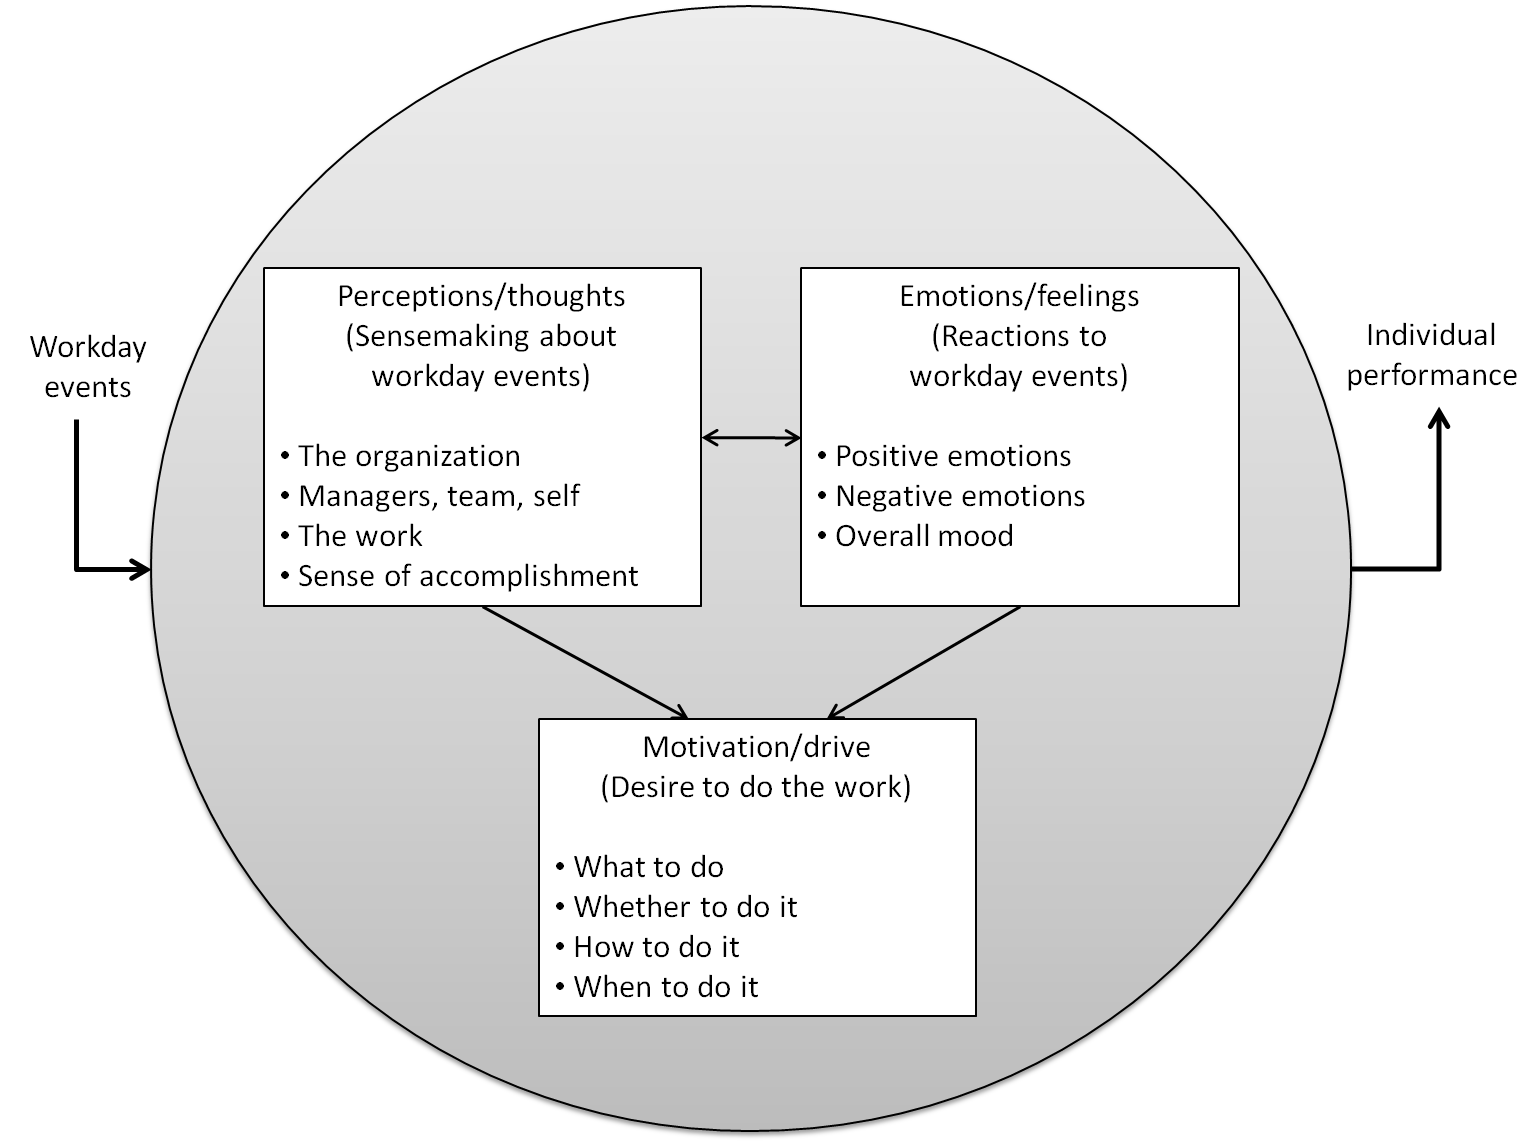 Workday
events
Perceptions/thoughts
(Sensemaking about
workday events)
• The organization
• Managers, team, self
• The work
• Sense of accomplishment
Emotions/feelings
(Reactions to
workday events)
• Positive emotions
• Negative emotions
• Overall mood
Individual
performance
Motivation/drive
(Desire to do the work)
• What to do
• Whether to do it
• How to do it
• When to do it